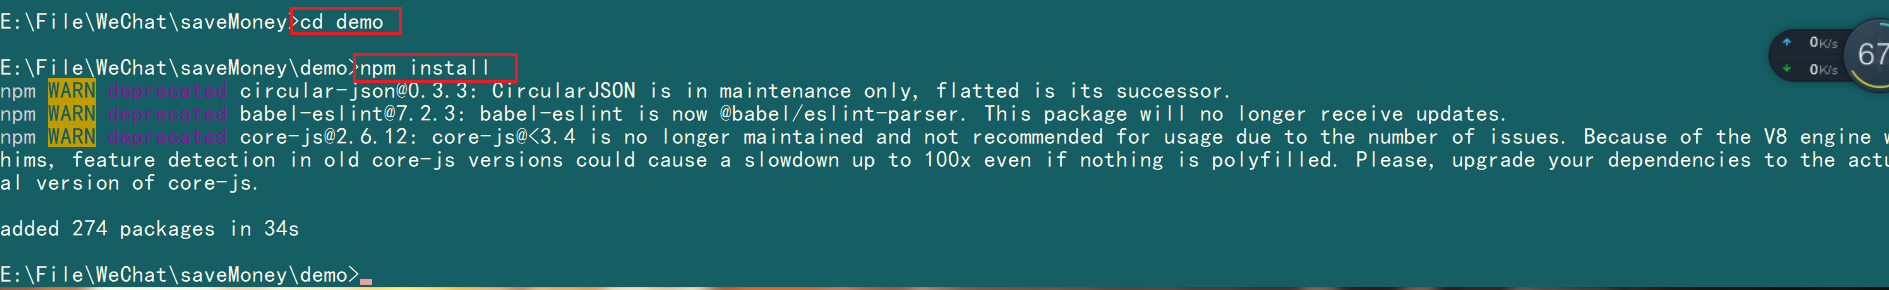 E:\File\WeChat\saveMoney>cd demo
E:\File\WeChat\saveMoney\demo>npm install
npm WARN deprecated circular-json@0.3.3: CircularJSON is in maintenance only, flatted is its successor.
npm WARN deprecated babel-eslint@7.2.3: babel-eslint is now @babel/eslint-parser. This package will no longer receive updates.
npm WARN deprecated core-js@2.6.12: core-js@<3.4 is no longer maintained and not recommended for usage due to the number of issues. Because of the V8 engine w
hims, feature detection in old core-js versions could cause a slowdown up to 100x even if nothing is polyfilled. Please, upgrade your dependencies to the actu
al version of core-js.
added 274 packages in 34s
E:\File\WeChat\saveMoney\demo>
0K/s
0K/s
67